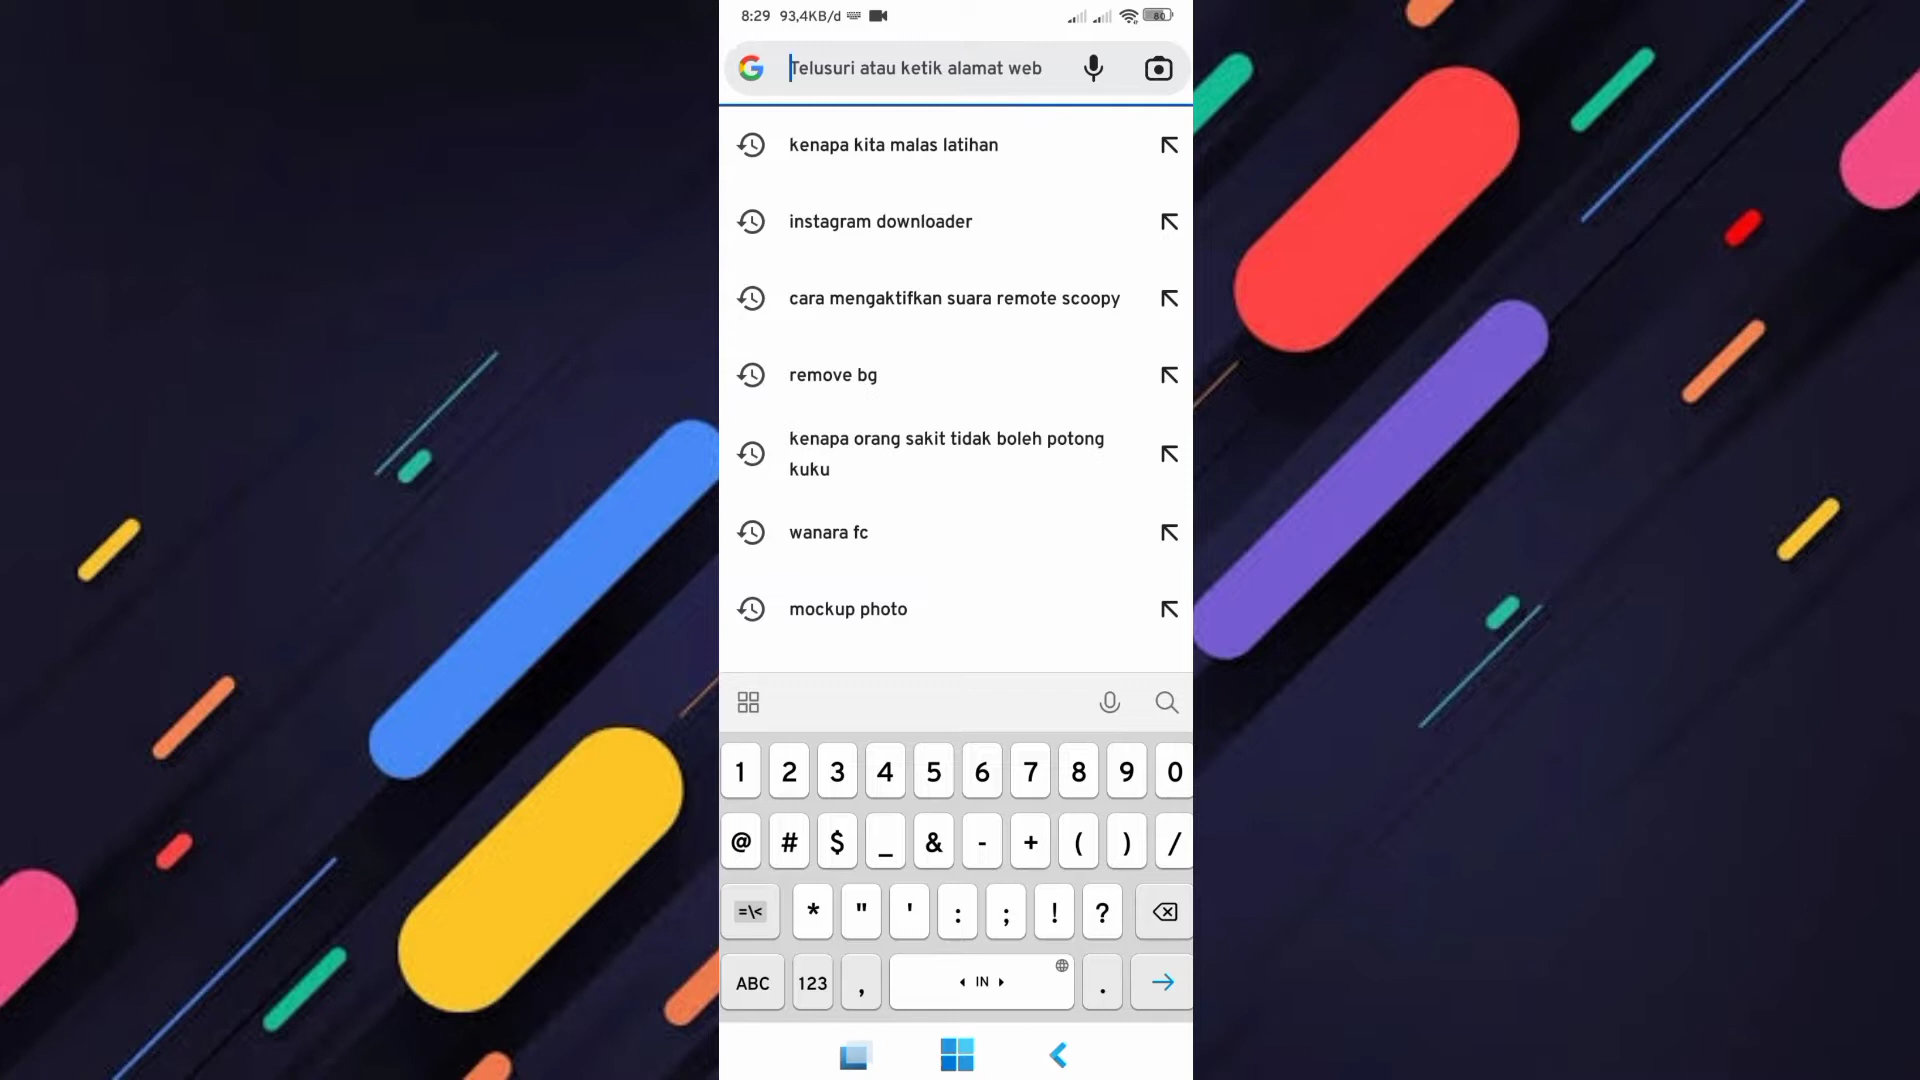 8:29 93,4KB/d 80
Telusuri atau ketik alamat web
kenapa kita malas latihan
instagram downloader
cara mengaktifkan suara remote scoopy
remove bg
kenapa orang sakit tidak boleh potong
kuku
wanara fc
mockup photo
1 2 3 4 5 6 7 8 9 0
@ # $ _ & - + ( ) /
=\< * " ' : ; ! ?
ABC 123 , IN .